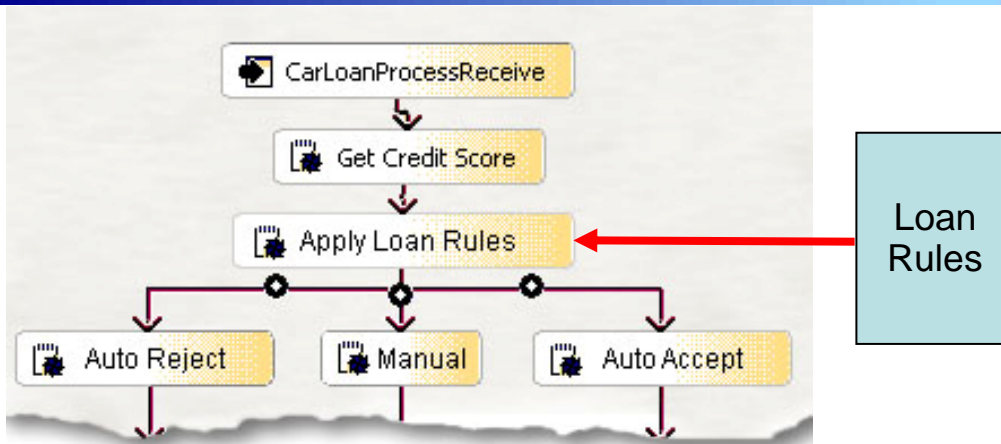 CarLoanProcessReceive
Get Credit Score
Apply Loan Rules
Loan
Rules
Auto Reject
Manual
Auto Accept